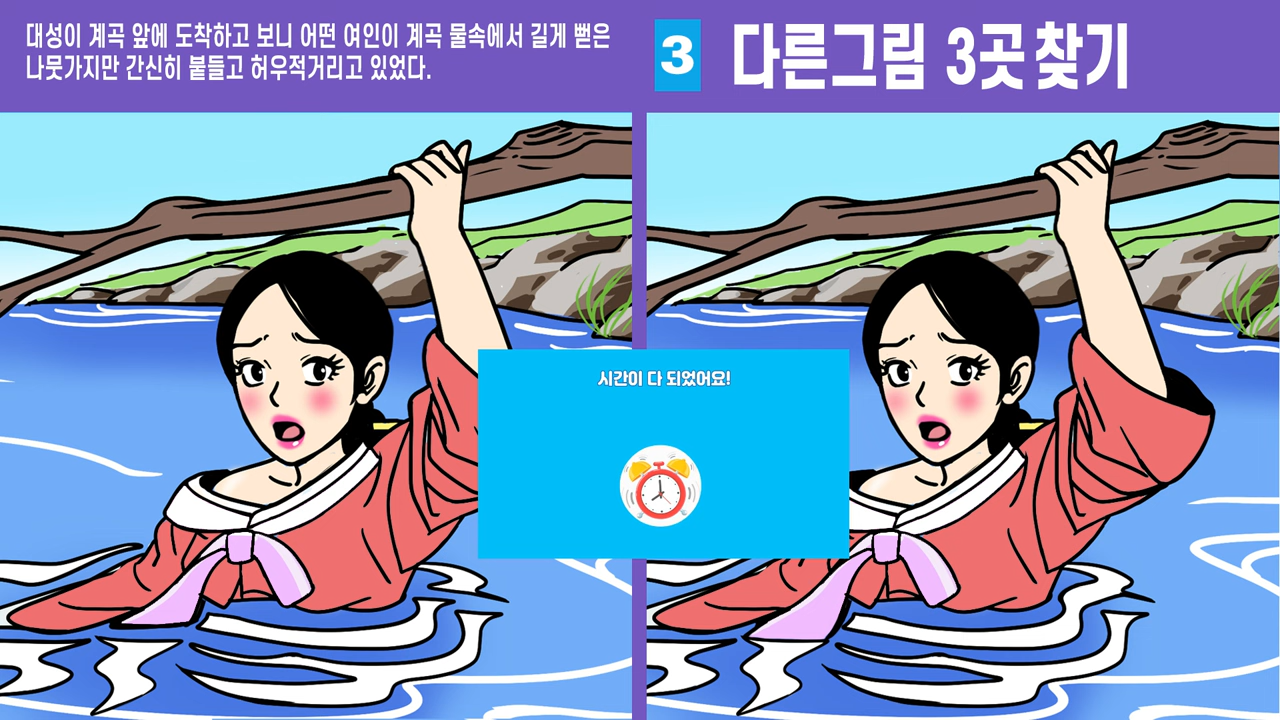 대성이 계곡 앞에 도착하고 보니 어떤 여인이 계곡 물속에서 길게 뻗은
나뭇가지만 간신히 붙들고 허우적거리고 있었다.
3 다른그림 3곳 찾기
시간이 다 되었어요!